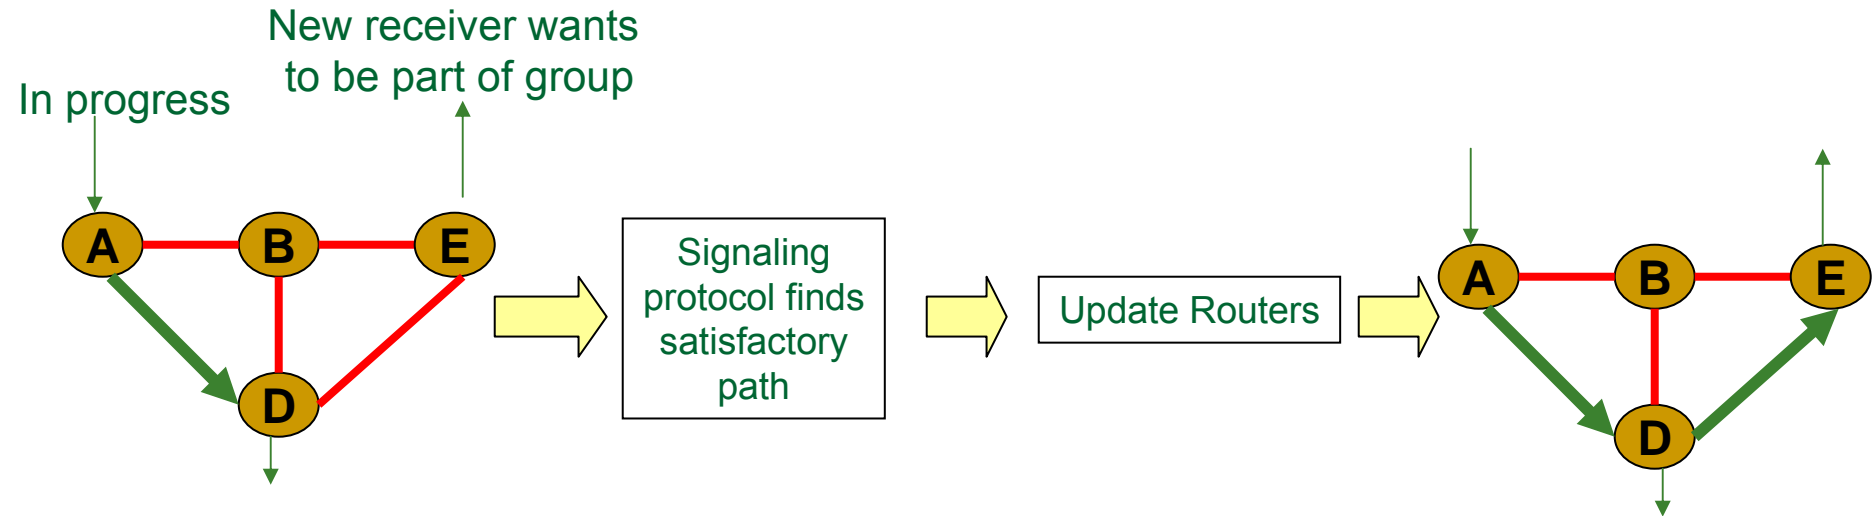 New receiver wants
to be part of group
In progress
A
B
E
D
Signaling
protocol finds
satisfactory
path
Update Routers
A
B
E
D